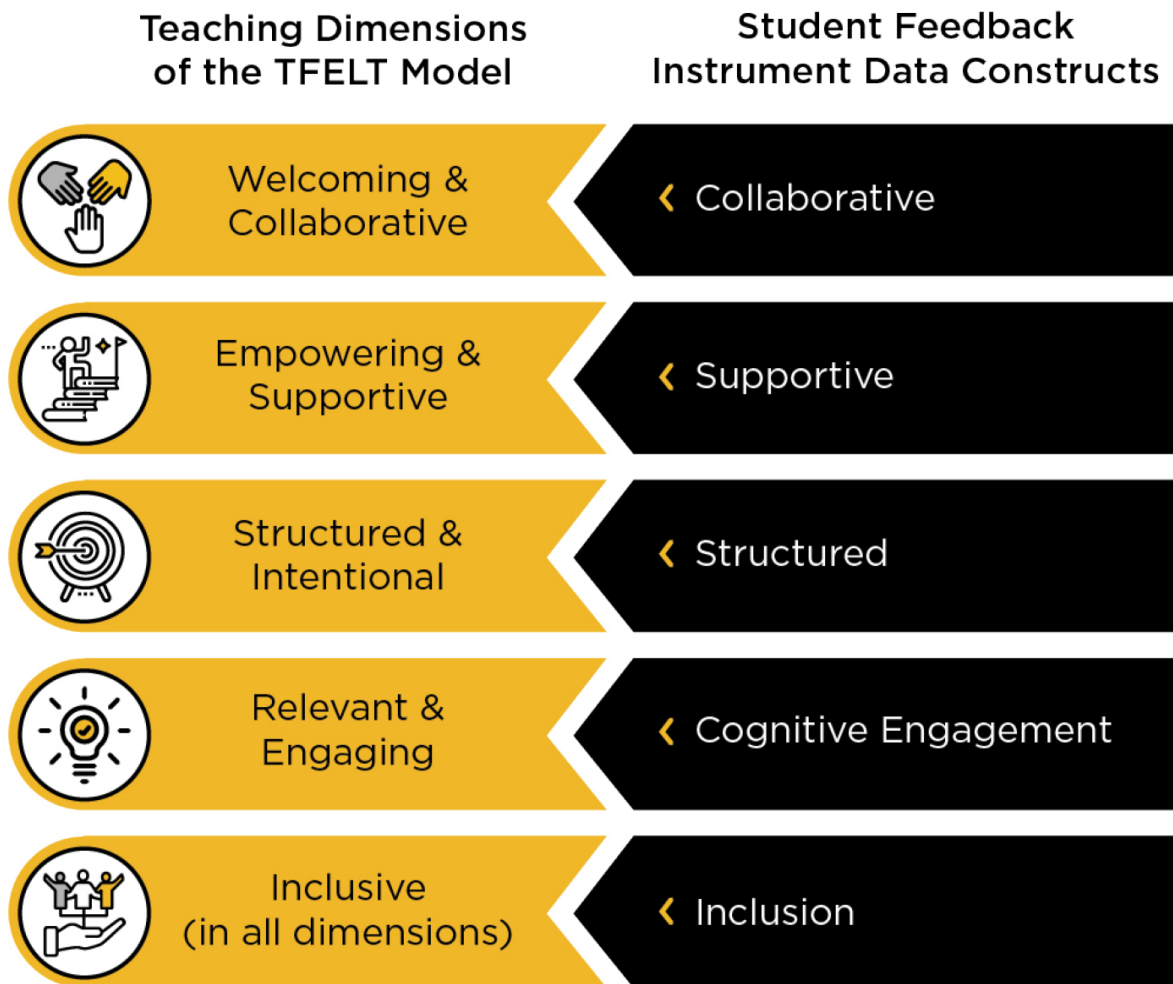 Teaching Dimensions
of the TFELT Model
Student Feedback
Instrument Data Constructs
Welcoming &
Collaborative
‹ Collaborative
Empowering &
Supportive
‹ Supportive
Structured &
Intentional
‹ Structured
Relevant &
Engaging
‹ Cognitive Engagement
Inclusive
(in all dimensions)
‹ Inclusion